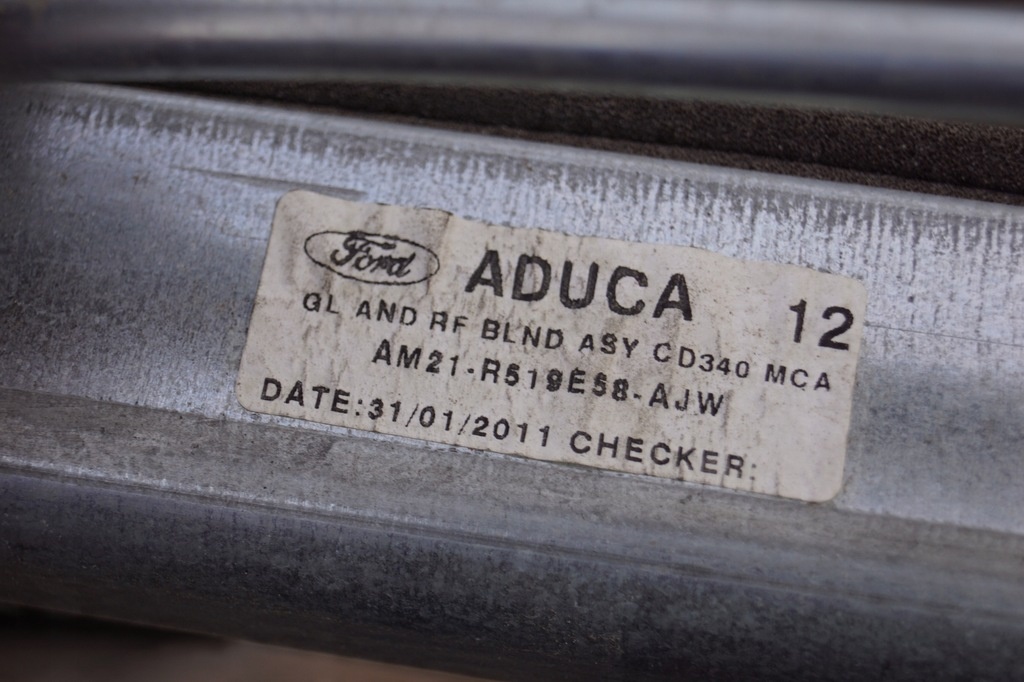 Ford ADUCA 12
GL AND RF BLND ASY CD340 MCA
AM21-R519E58-AJW
DATE:31/01/2011 CHECKER: